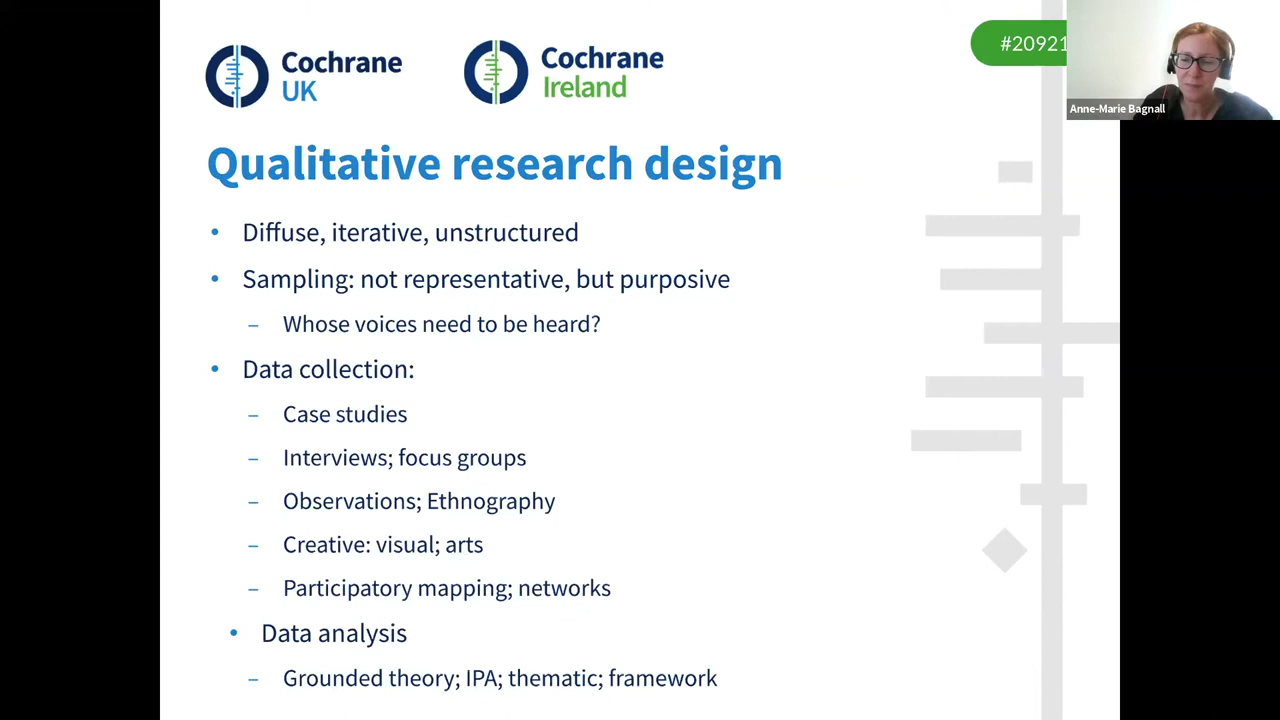 Cochrane
UK
Cochrane
Ireland
#20921
Anne-Marie Bagnall
Qualitative research design
• Diffuse, iterative, unstructured
• Sampling: not representative, but purposive
– Whose voices need to be heard?
• Data collection:
– Case studies
– Interviews; focus groups
– Observations; Ethnography
– Creative: visual; arts
– Participatory mapping; networks
• Data analysis
– Grounded theory; IPA; thematic; framework